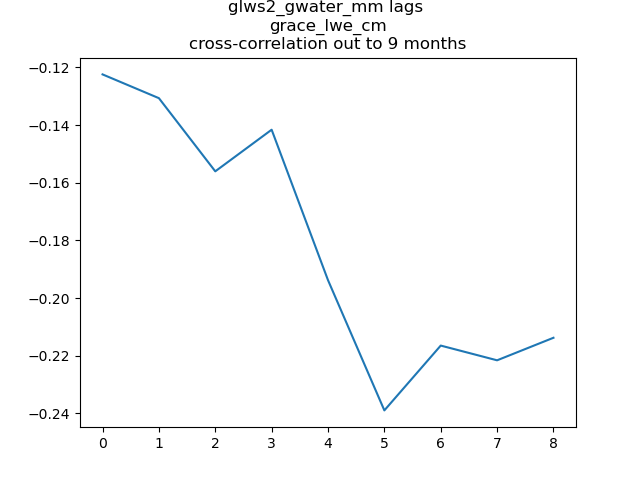 glws2_gwater_mm lags
grace_lwe_cm
cross-correlation out to 9 months
−0.12
−0.14
−0.16
−0.18
−0.20
−0.22
−0.24
0 1 2 3 4 5 6 7 8